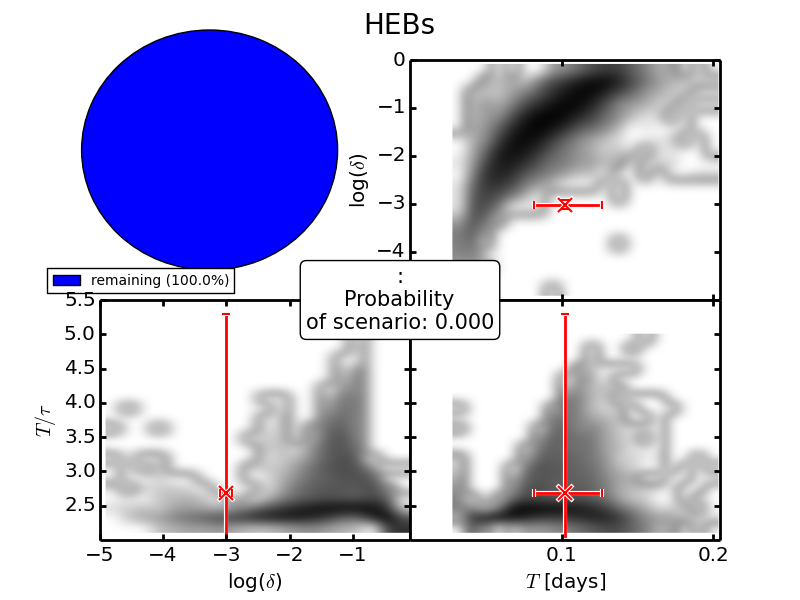 HEBs
0
−1
−2
−3
−4
log(δ)
remaining (100.0%)
:
Probability
of scenario: 0.000
5.5
5.0
4.5
4.0
3.5
3.0
2.5
T/τ
−5 −4 −3 −2 −1
0.1 0.2
log(δ)
T [days]